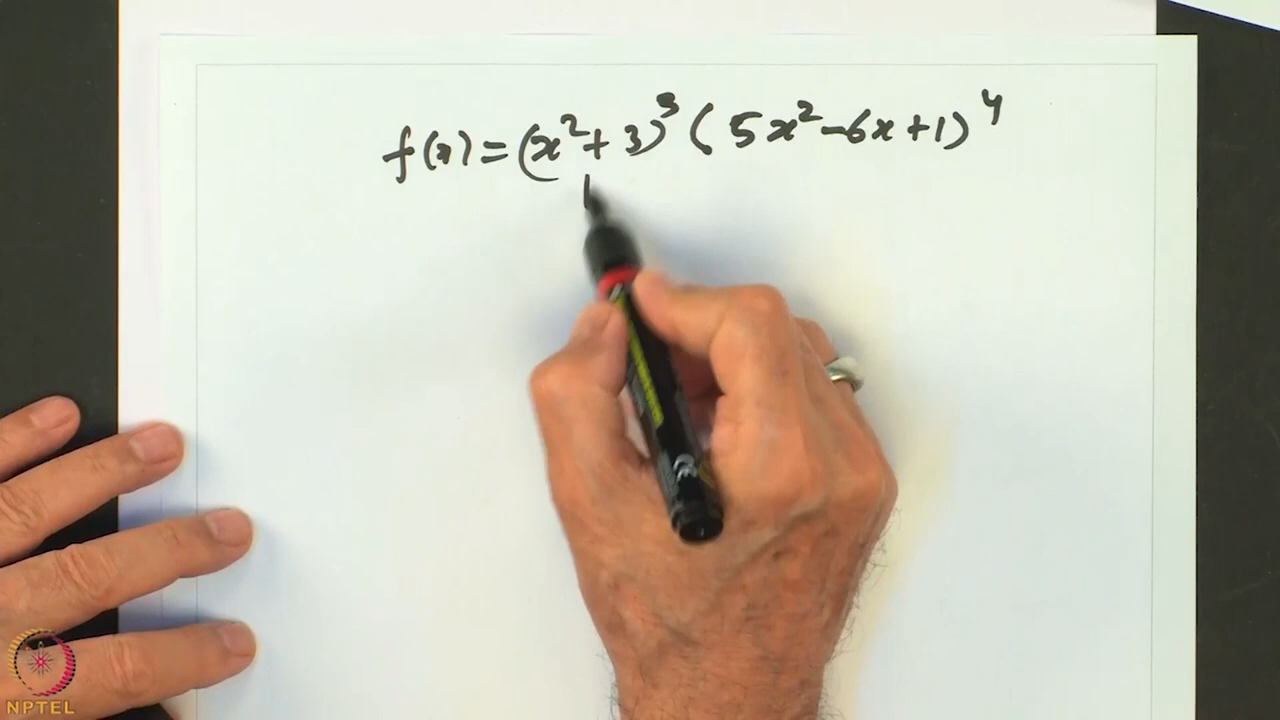 f(x) = (x² + 3)³ (5x² - 6x + 1)⁴
NPTEL